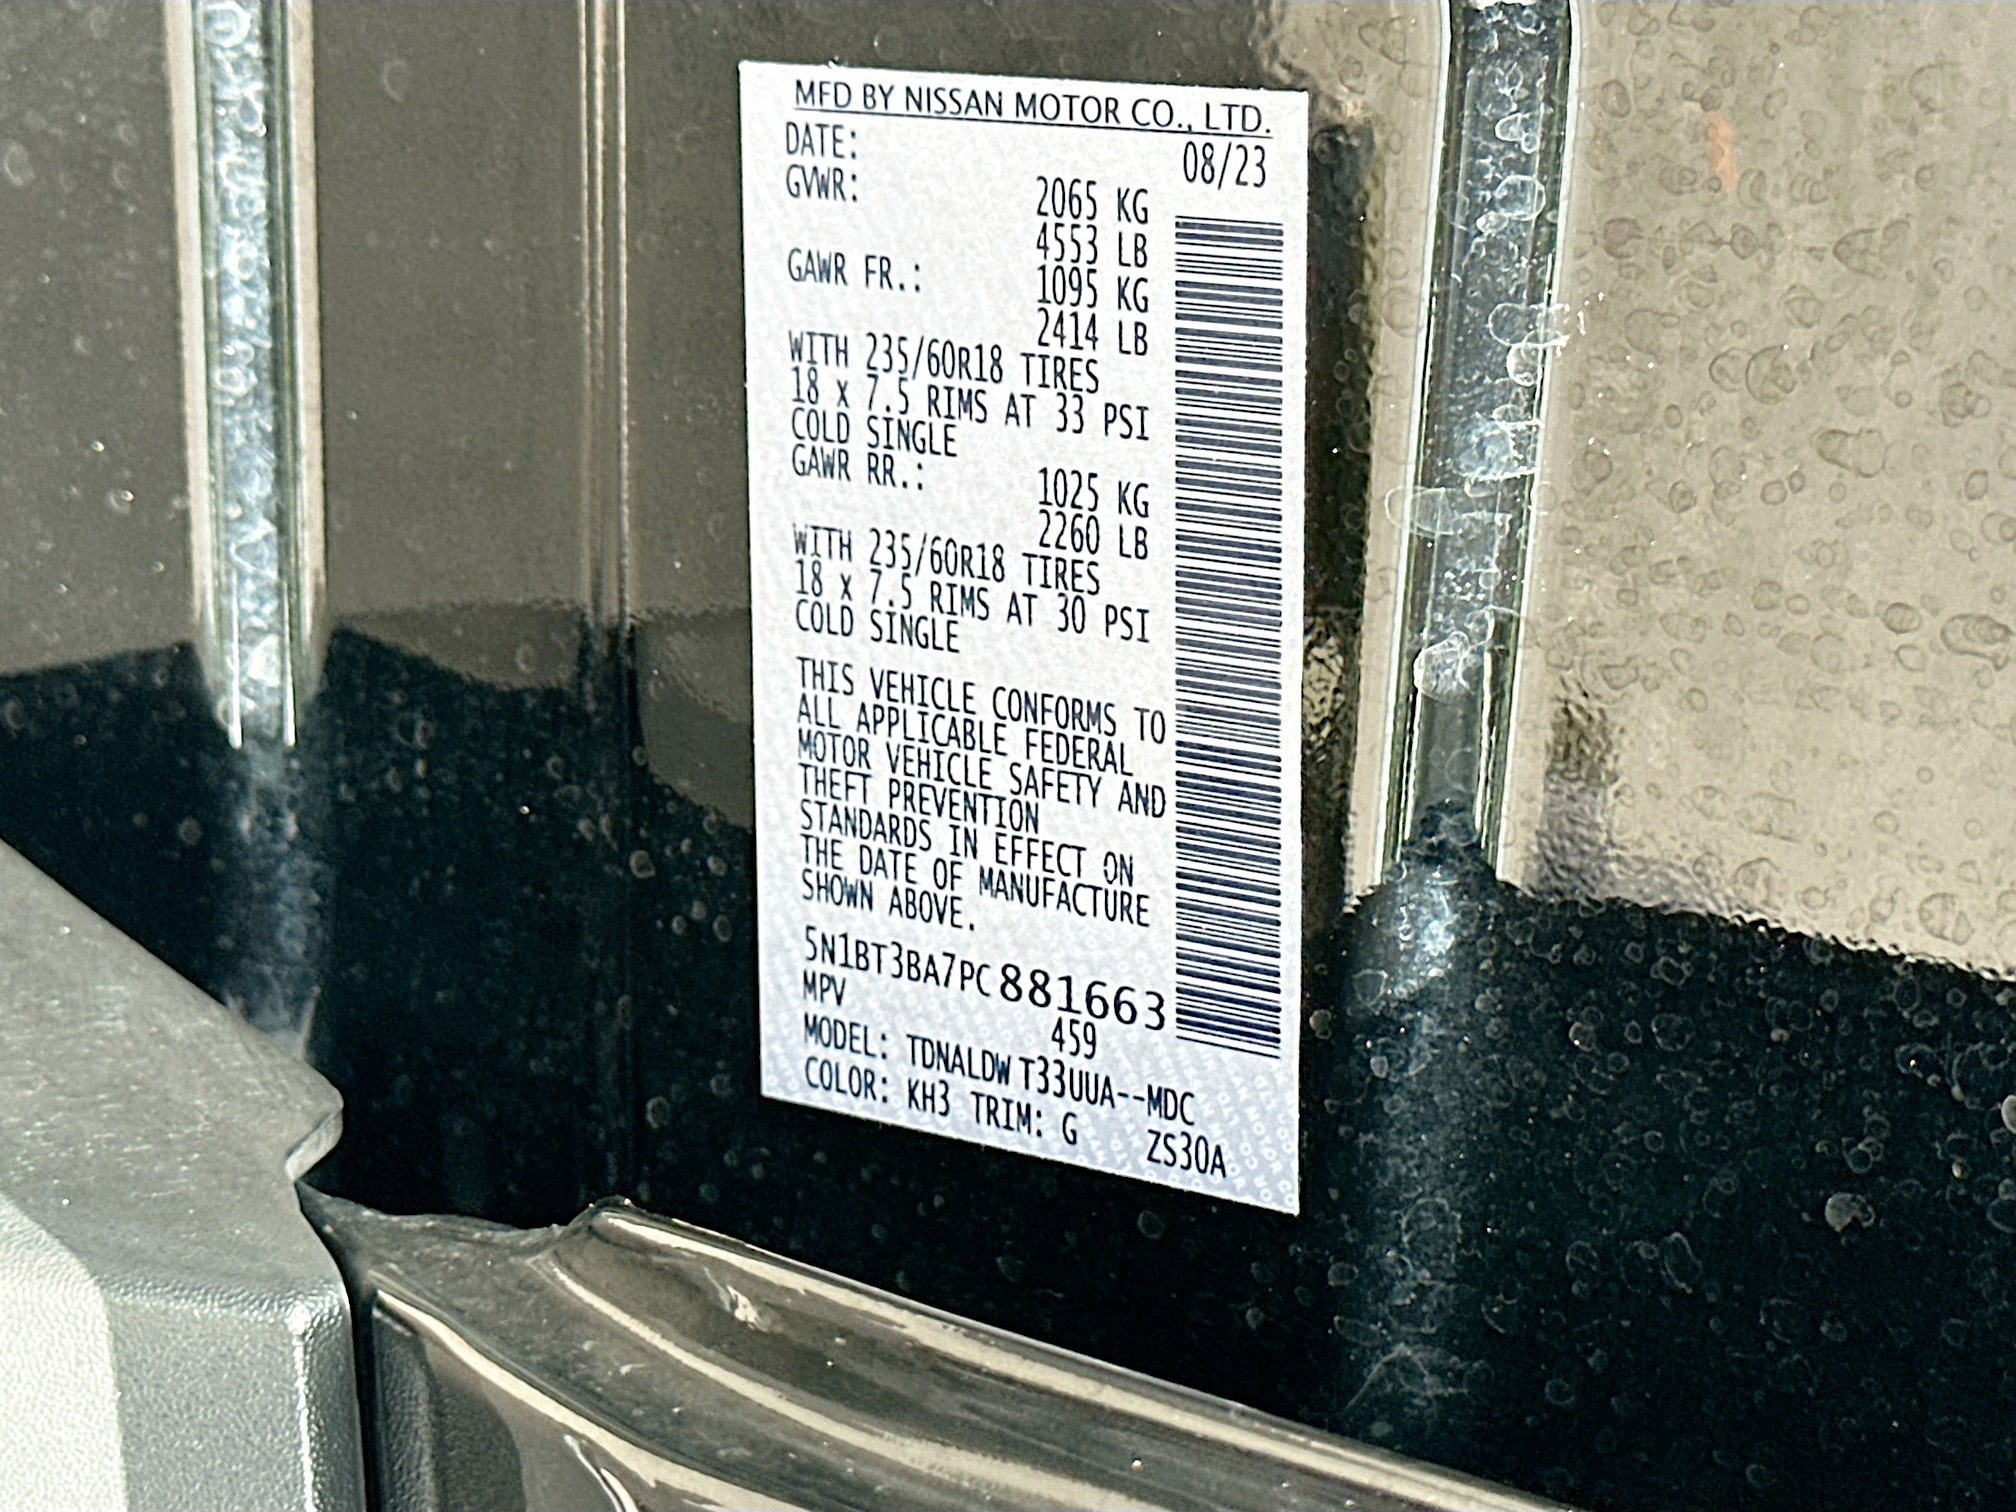 MFD BY NISSAN MOTOR CO., LTD.
DATE: 08/23
GVWR: 2065 KG
4553 LB
GAWR FR.: 1095 KG
2414 LB
WITH 235/60R18 TIRES
18 x 7.5 RIMS AT 33 PSI
COLD SINGLE
GAWR RR.: 1025 KG
2260 LB
WITH 235/60R18 TIRES
18 x 7.5 RIMS AT 30 PSI
COLD SINGLE
THIS VEHICLE CONFORMS TO
ALL APPLICABLE FEDERAL
MOTOR VEHICLE SAFETY AND
THEFT PREVENTION
STANDARDS IN EFFECT ON
THE DATE OF MANUFACTURE
SHOWN ABOVE.
5N1BT3BA7PC881663
MPV 459
MODEL: TDNALDW T33UUA--MDC
COLOR: KH3 TRIM: G ZS30A